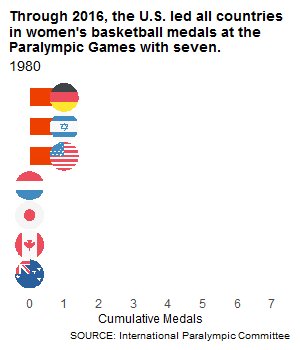 Through 2016, the U.S. led all countries
in women's basketball medals at the
Paralympic Games with seven.
1980
0 1 2 3 4 5 6 7
Cumulative Medals
SOURCE: International Paralympic Committee